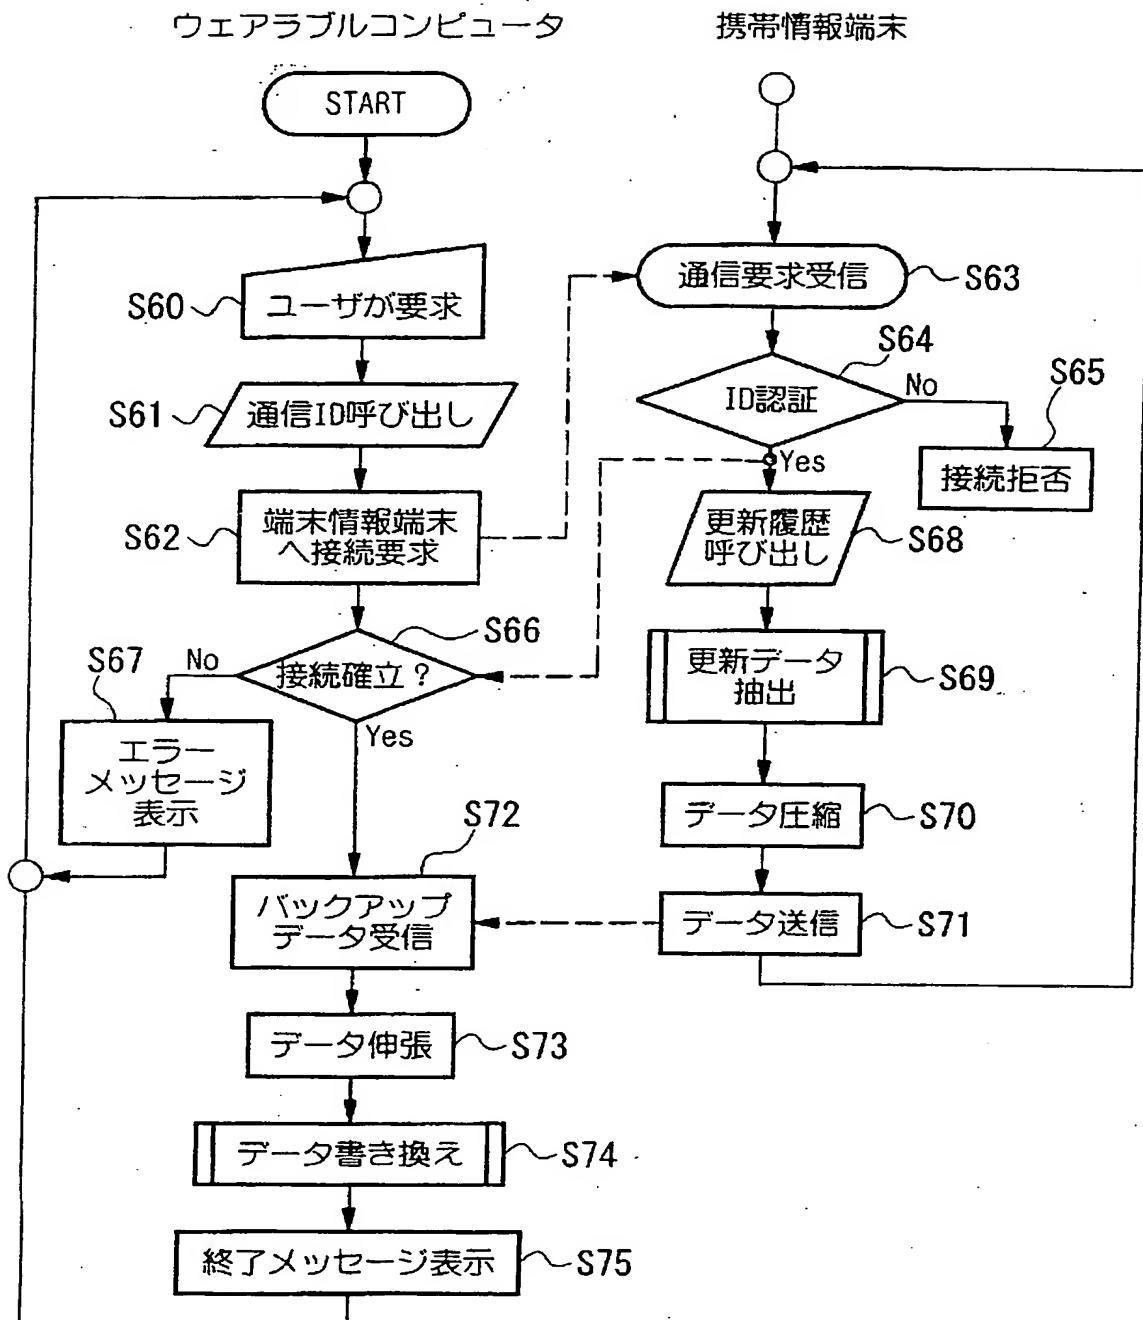 ウェアラブルコンピュータ
携帯情報端末
START
S60
ユーザが要求
通信要求受信
S63
S61
通信ID呼び出し
S64
ID認証
No
S65
接続拒否
Yes
S62
端末情報端末
へ接続要求
更新履歴
呼び出し
S68
S66
接続確立？
S67
No
Yes
エラー
メッセージ
表示
更新データ
抽出
S69
データ圧縮
S70
S72
バックアップ
データ受信
データ送信
S71
データ伸張
S73
データ書き換え
S74
終了メッセージ表示
S75